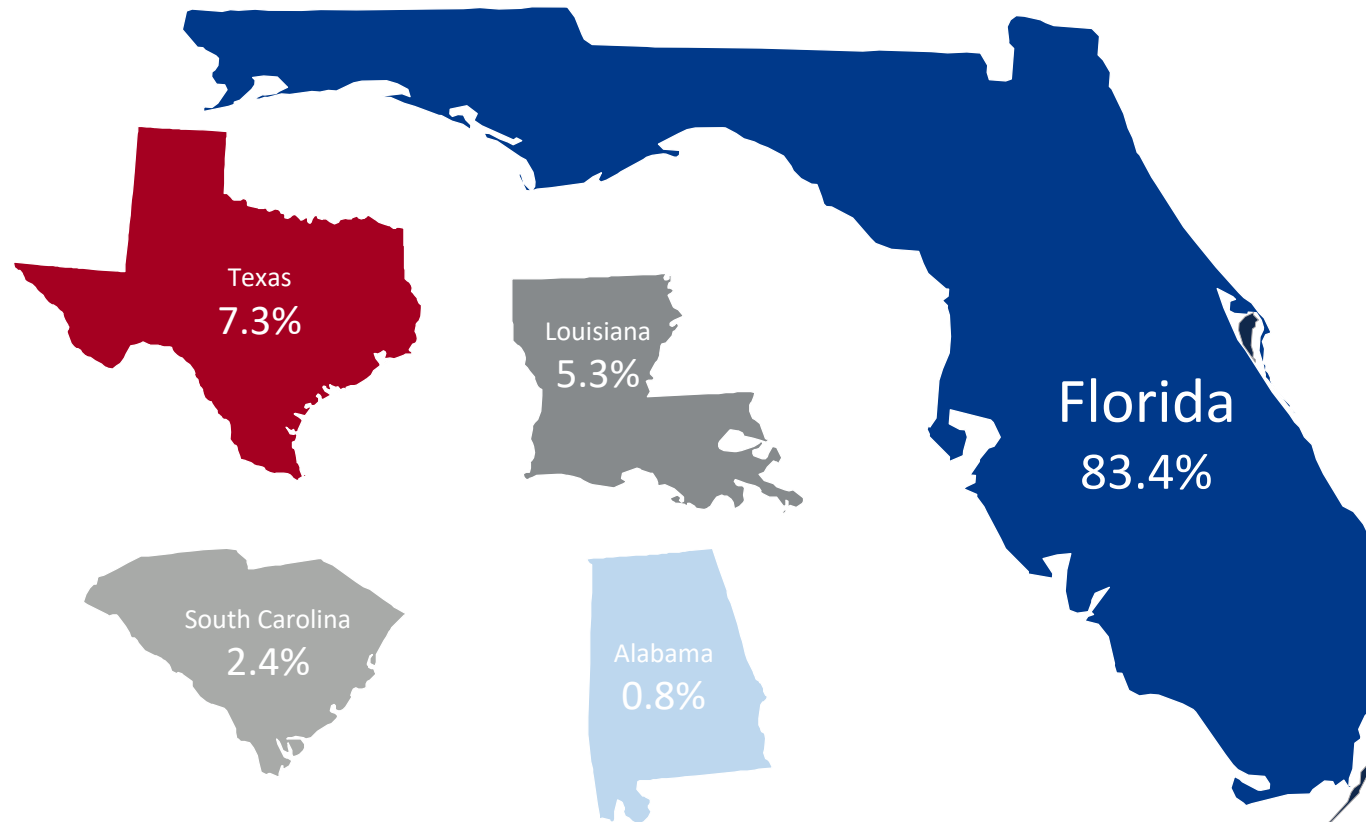 Texas
7.3%
Louisiana
5.3%
Florida
83.4%
South Carolina
2.4%
Alabama
0.8%